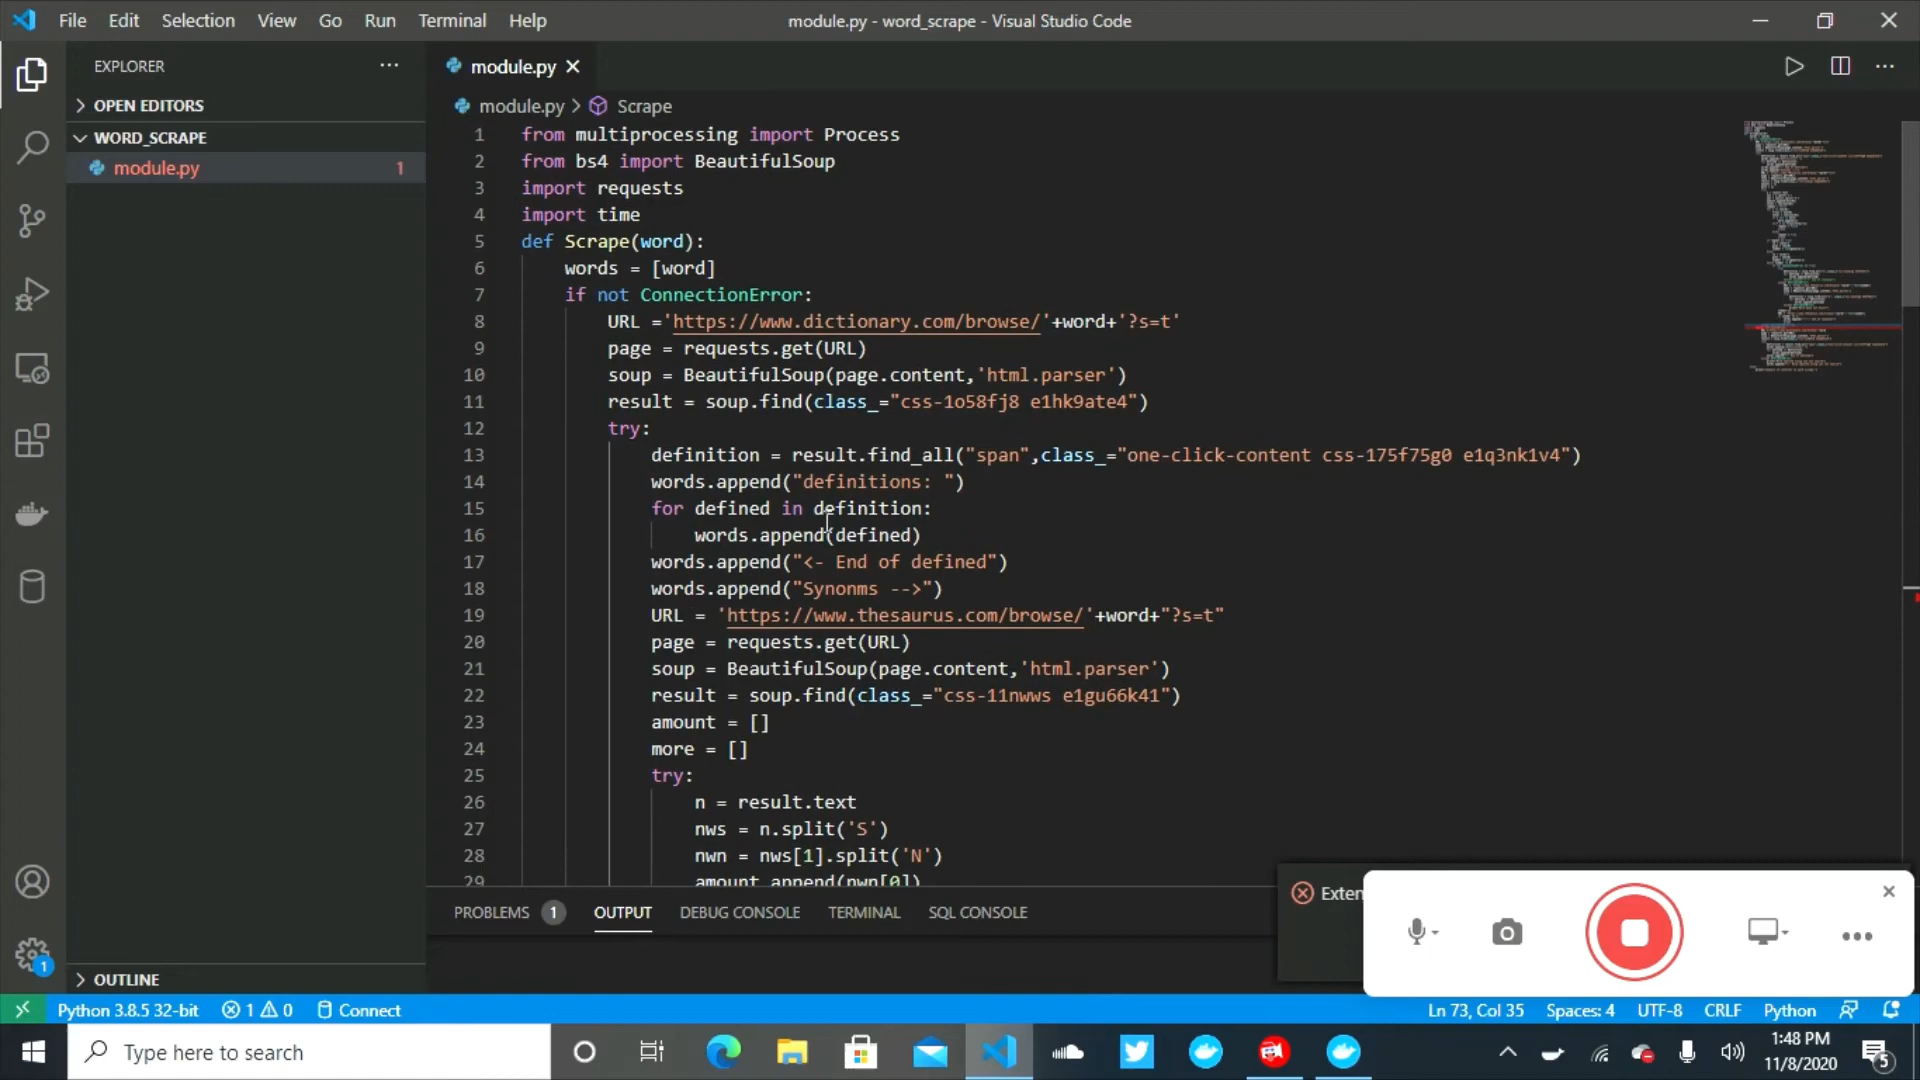 File Edit Selection View Go Run Terminal Help
module.py - word_scrape - Visual Studio Code
EXPLORER
OPEN EDITORS
WORD_SCRAPE
module.py 1
OUTLINE
module.py
module.py > Scrape
1 from multiprocessing import Process
2 from bs4 import BeautifulSoup
3 import requests
4 import time
5 def Scrape(word):
6 words = [word]
7 if not ConnectionError:
8 URL ='https://www.dictionary.com/browse/'+word+'?s=t'
9 page = requests.get(URL)
10 soup = BeautifulSoup(page.content,'html.parser')
11 result = soup.find(class_="css-1o58fj8 e1hk9ate4")
12 try:
13 definition = result.find_all("span",class_="one-click-content css-175f75g0 e1q3nk1v4")
14 words.append("definitions: ")
15 for defined in definition:
16 words.append(defined)
17 words.append("<- End of defined")
18 words.append("Synonms -->")
19 URL = 'https://www.thesaurus.com/browse/'+word+"?s=t"
20 page = requests.get(URL)
21 soup = BeautifulSoup(page.content,'html.parser')
22 result = soup.find(class_="css-11nwws e1gu66k41")
23 amount = []
24 more = []
25 try:
26 n = result.text
27 nws = n.split('S')
28 nwn = nws[1].split('N')
29 amount.append(nwn[0])
PROBLEMS 1 OUTPUT DEBUG CONSOLE TERMINAL SQL CONSOLE
Exten
1
Python 3.8.5 32-bit 1 0 Connect
Ln 73, Col 35 Spaces: 4 UTF-8 CRLF Python
Type here to search
1:48 PM
11/8/2020
5